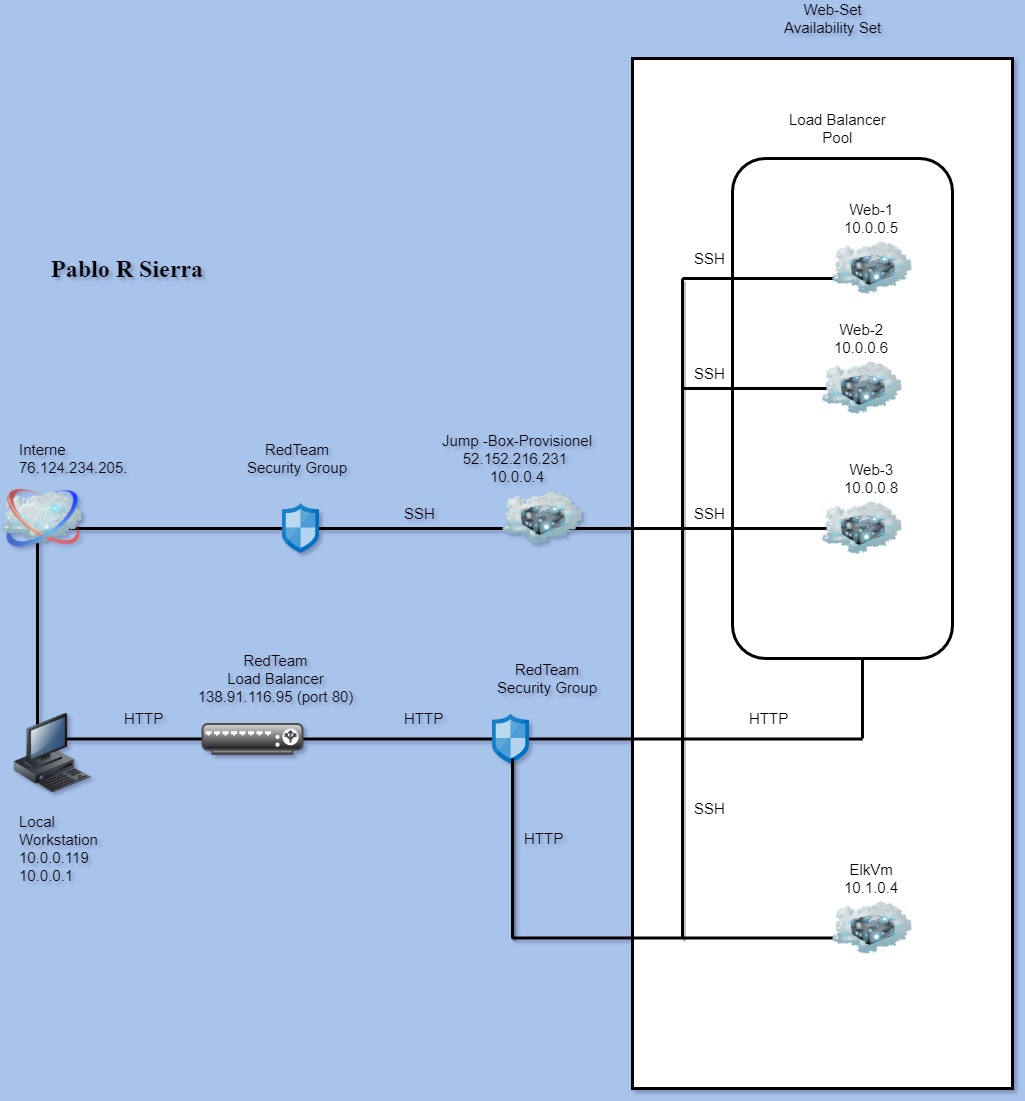 Web-Set
Availability Set
Load Balancer
Pool
Web-1
10.0.0.5
SSH
Pablo R Sierra
Web-2
10.0.0.6
SSH
Interne
76.124.234.205.
RedTeam
Security Group
Jump -Box-Provisionel
52.152.216.231
10.0.0.4
Web-3
10.0.0.8
SSH
SSH
RedTeam
Load Balancer
138.91.116.95 (port 80)
RedTeam
Security Group
HTTP
HTTP
HTTP
SSH
HTTP
Local
Workstation
10.0.0.119
10.0.0.1
ElkVm
10.1.0.4